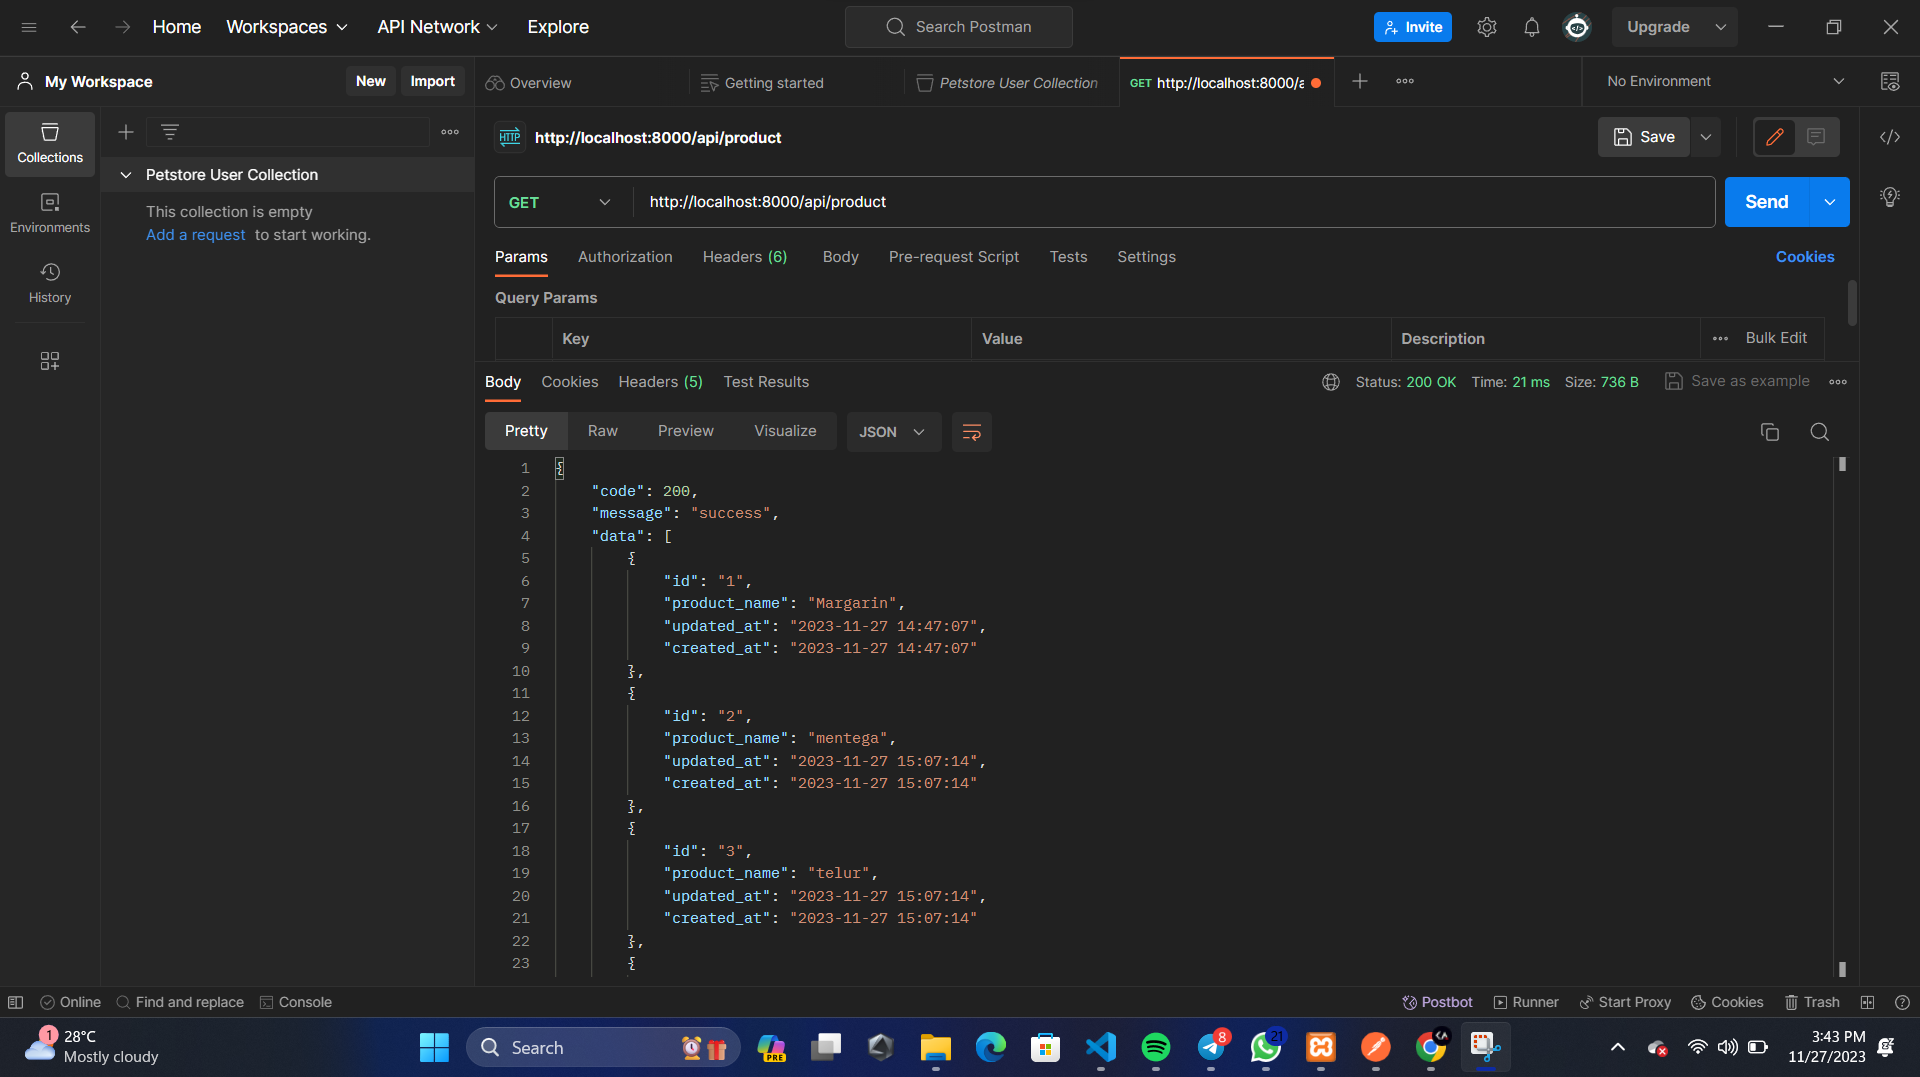 Home Workspaces API Network Explore Search Postman Invite Upgrade
My Workspace New Import Overview Getting started Petstore User Collection GET http://localhost:8000/a No Environment
HTTP http://localhost:8000/api/product Save
Collections
Petstore User Collection
This collection is empty
Add a request to start working.
Environments
History
GET http://localhost:8000/api/product Send
Params Authorization Headers (6) Body Pre-request Script Tests Settings Cookies
Query Params
Key Value Description Bulk Edit
Body Cookies Headers (5) Test Results Status: 200 OK Time: 21 ms Size: 736 B Save as example
Pretty Raw Preview Visualize JSON
1 {
2 "code": 200,
3 "message": "success",
4 "data": [
5 {
6 "id": "1",
7 "product_name": "Margarin",
8 "updated_at": "2023-11-27 14:47:07",
9 "created_at": "2023-11-27 14:47:07"
10 },
11 {
12 "id": "2",
13 "product_name": "mentega",
14 "updated_at": "2023-11-27 15:07:14",
15 "created_at": "2023-11-27 15:07:14"
16 },
17 {
18 "id": "3",
19 "product_name": "telur",
20 "updated_at": "2023-11-27 15:07:14",
21 "created_at": "2023-11-27 15:07:14"
22 },
23 {
Online Find and replace Console Postbot Runner Start Proxy Cookies Trash
1 28°C
Mostly cloudy
Search PRE 8 21
3:43 PM
11/27/2023